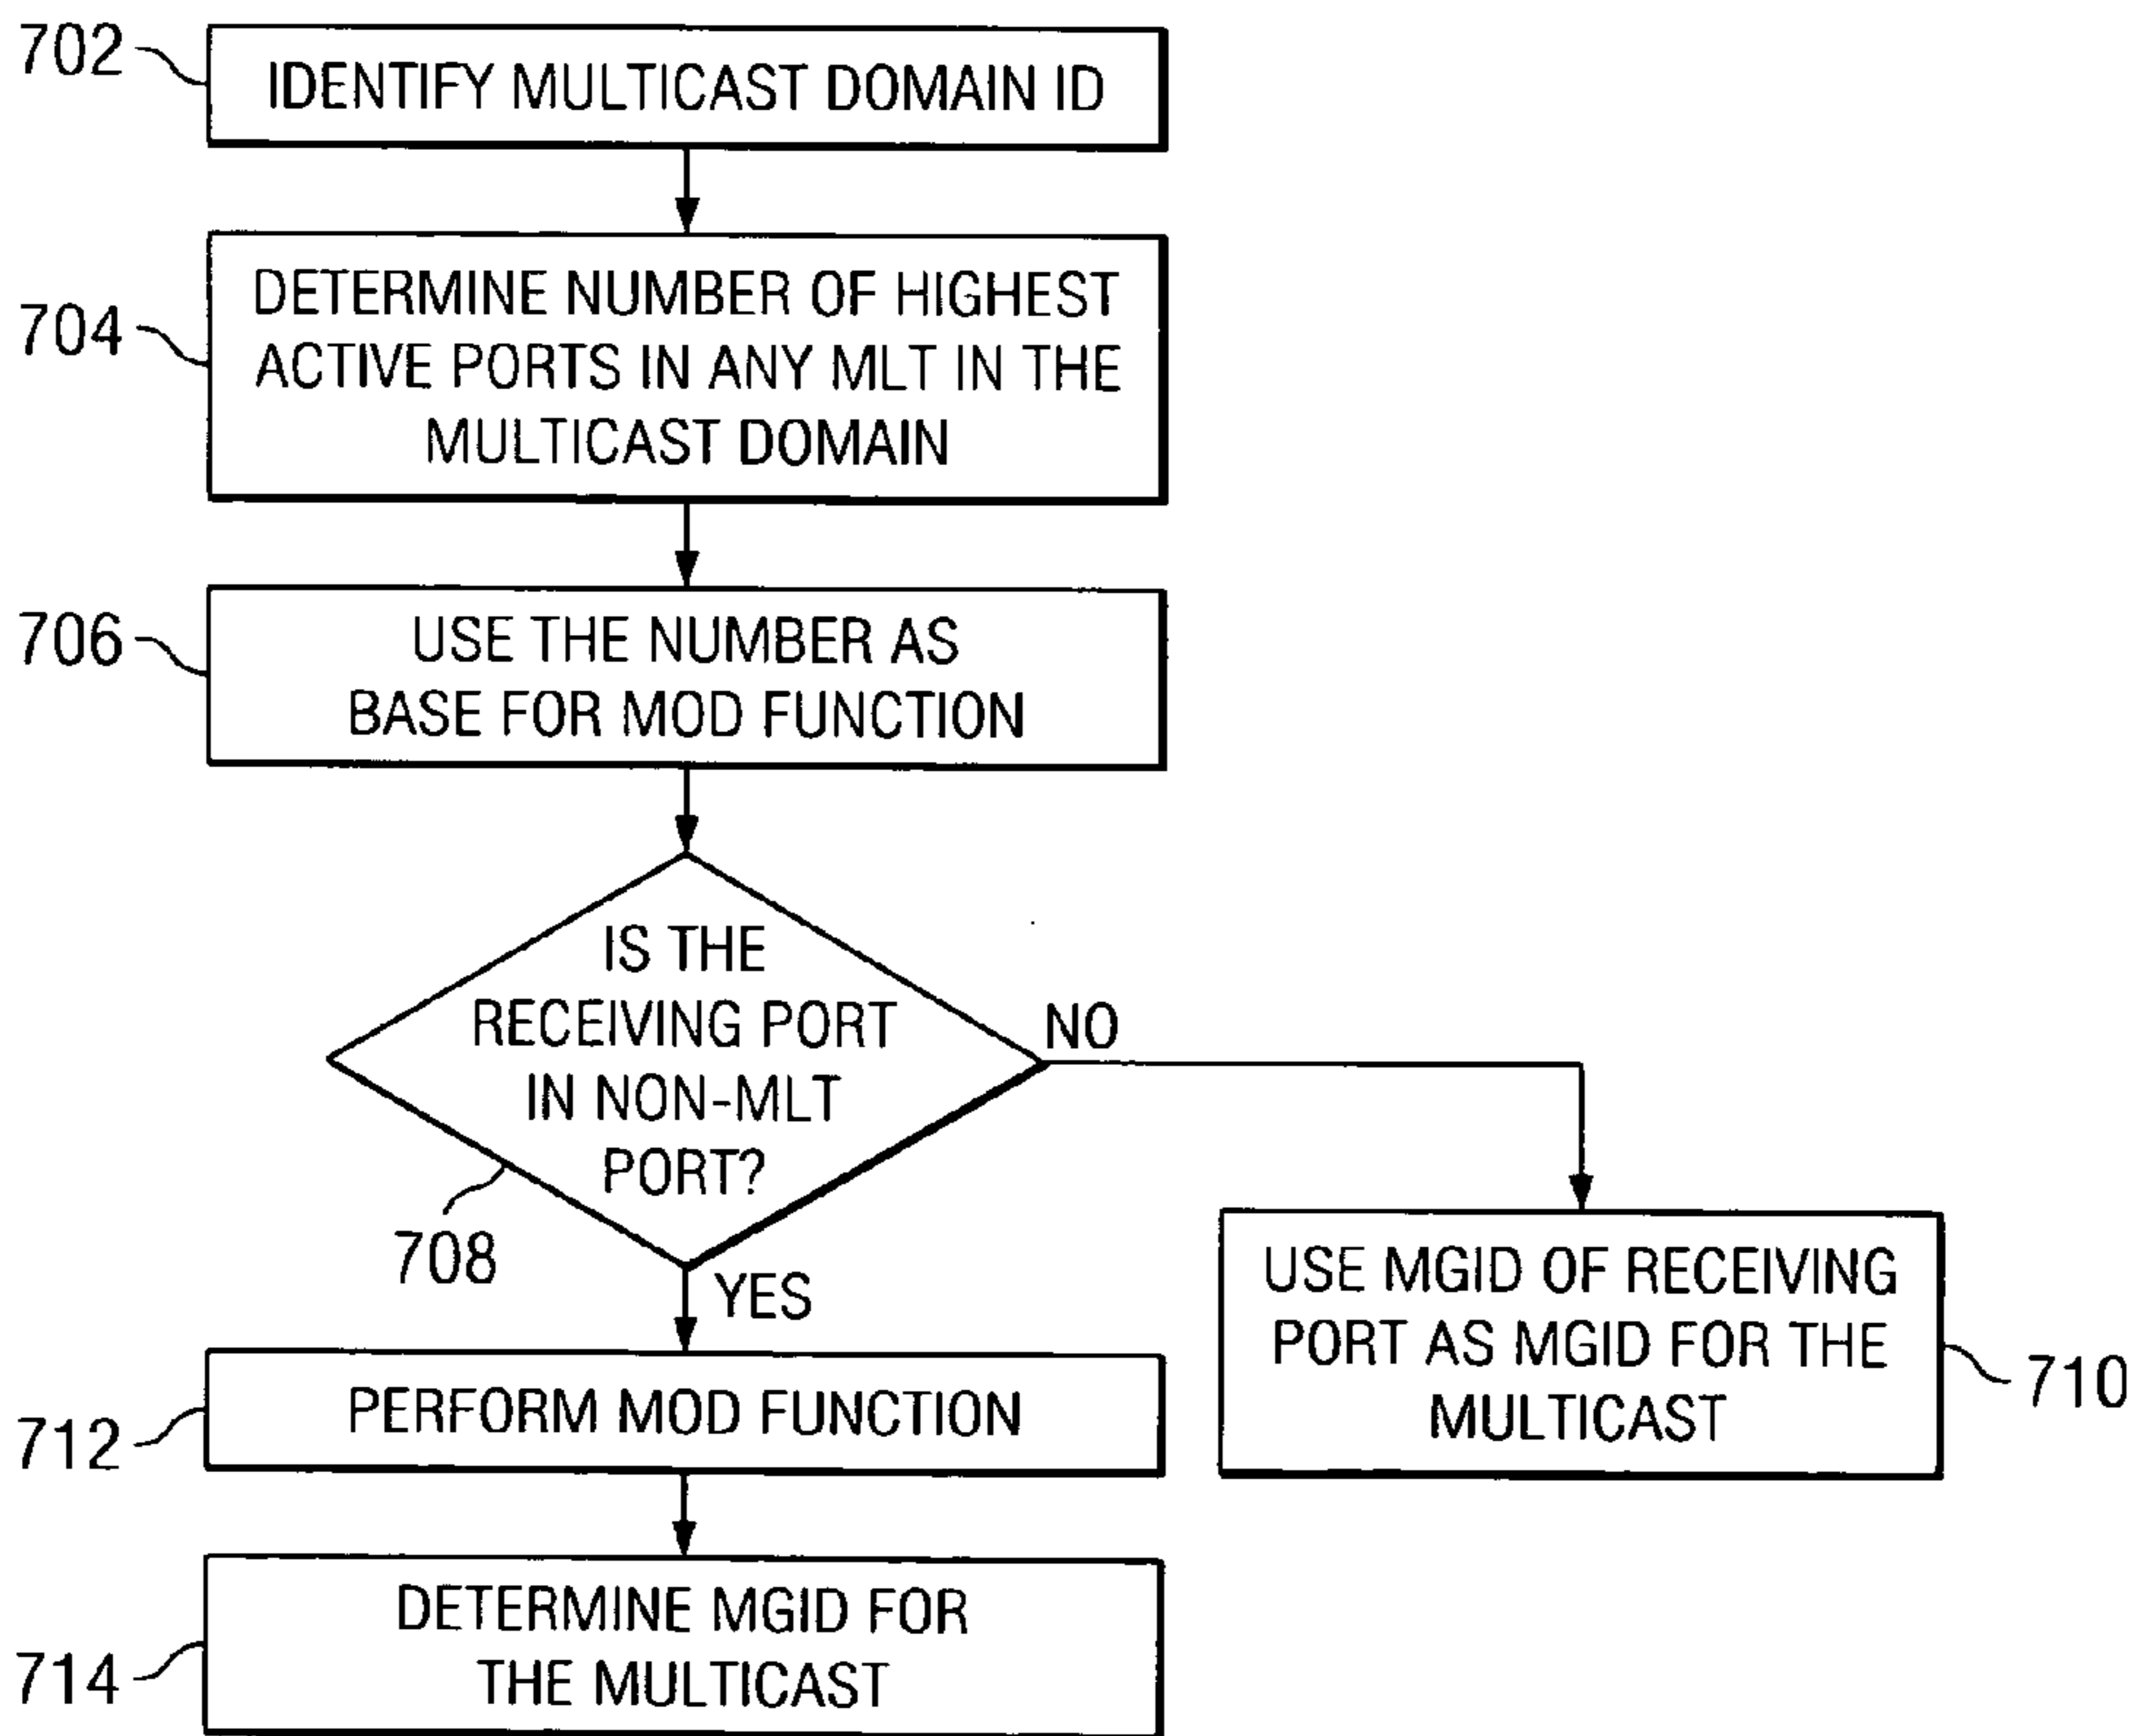 702
IDENTIFY MULTICAST DOMAIN ID
704
DETERMINE NUMBER OF HIGHEST
ACTIVE PORTS IN ANY MLT IN THE
MULTICAST DOMAIN
706
USE THE NUMBER AS
BASE FOR MOD FUNCTION
IS THE
RECEIVING PORT
IN NON-MLT
PORT?
NO
708
YES
USE MGID OF RECEIVING
PORT AS MGID FOR THE
MULTICAST
710
712
PERFORM MOD FUNCTION
714
DETERMINE MGID FOR
THE MULTICAST